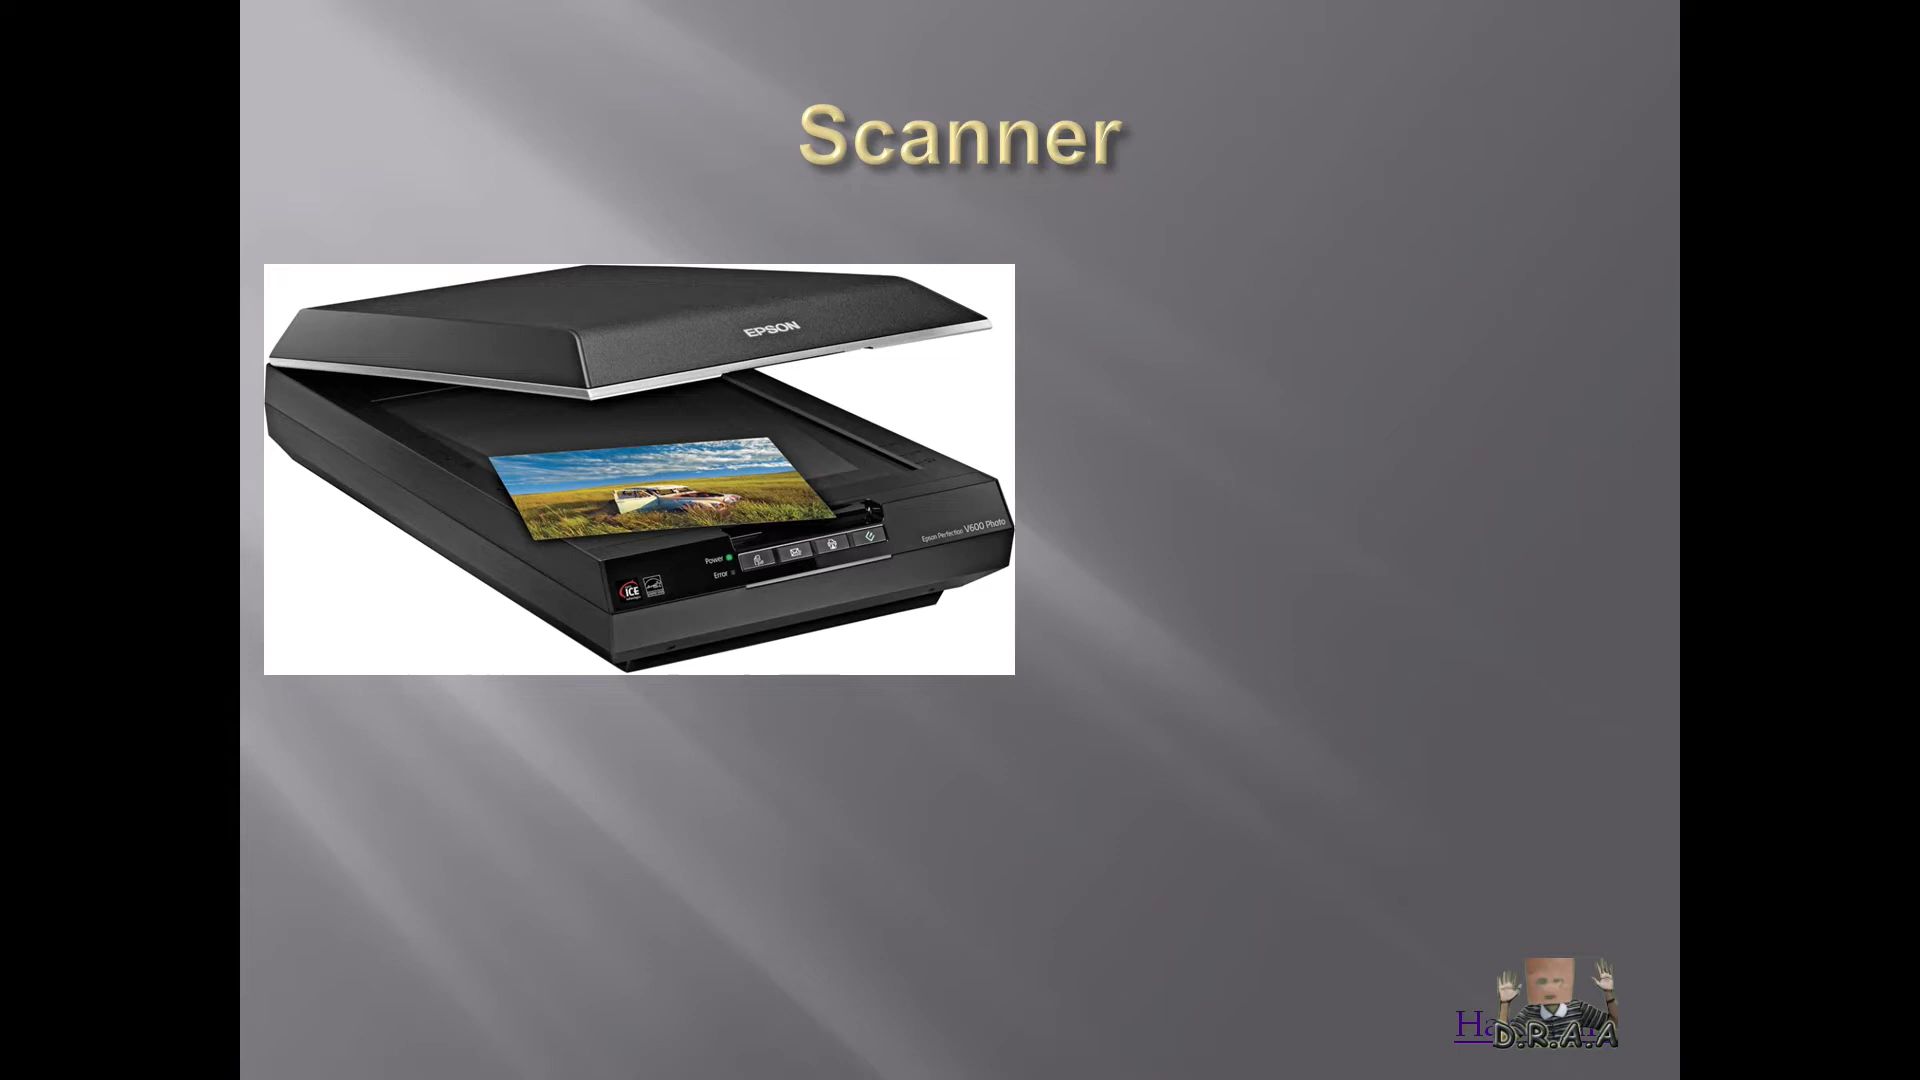 Scanner
EPSON
Epson Perfection V600 Photo
Power
Error
ICE
D.R.A.A